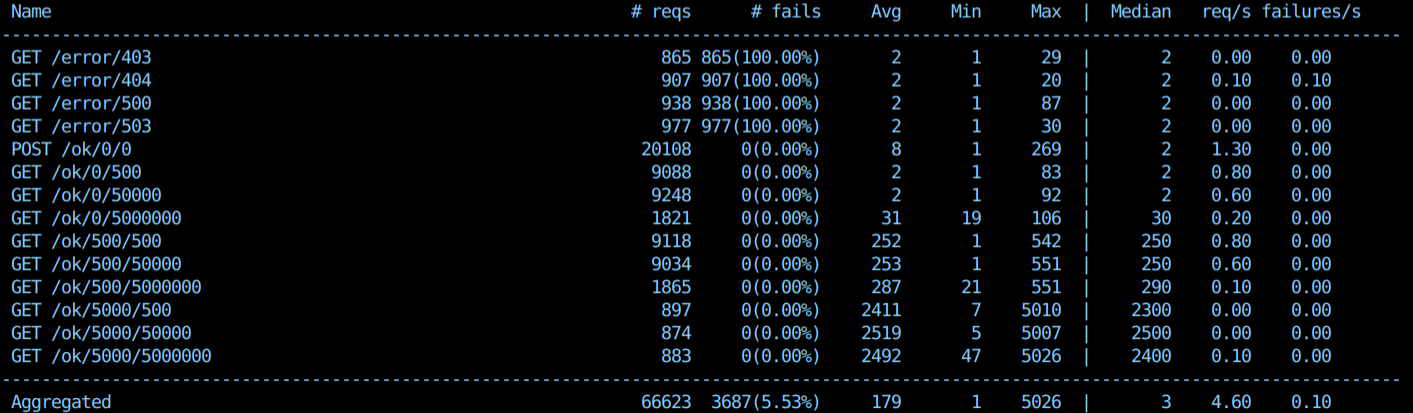 Name # reqs # fails Avg Min Max | Median req/s failures/s
GET /error/403 865 865(100.00%) 2 1 29 | 2 0.00 0.00
GET /error/404 907 907(100.00%) 2 1 20 | 2 0.10 0.10
GET /error/500 938 938(100.00%) 2 1 87 | 2 0.00 0.00
GET /error/503 977 977(100.00%) 2 1 30 | 2 0.00 0.00
POST /ok/0/0 20108 0(0.00%) 8 1 269 | 2 1.30 0.00
GET /ok/0/500 9088 0(0.00%) 2 1 83 | 2 0.80 0.00
GET /ok/0/50000 9248 0(0.00%) 2 1 92 | 2 0.60 0.00
GET /ok/0/5000000 1821 0(0.00%) 31 19 106 | 30 0.20 0.00
GET /ok/500/500 9118 0(0.00%) 252 1 542 | 250 0.80 0.00
GET /ok/500/50000 9034 0(0.00%) 253 1 551 | 250 0.60 0.00
GET /ok/500/5000000 1865 0(0.00%) 287 21 551 | 290 0.10 0.00
GET /ok/5000/500 897 0(0.00%) 2411 7 5010 | 2300 0.00 0.00
GET /ok/5000/50000 874 0(0.00%) 2519 5 5007 | 2500 0.00 0.00
GET /ok/5000/5000000 883 0(0.00%) 2492 47 5026 | 2400 0.10 0.00
Aggregated 66623 3687(5.53%) 179 1 5026 | 3 4.60 0.10